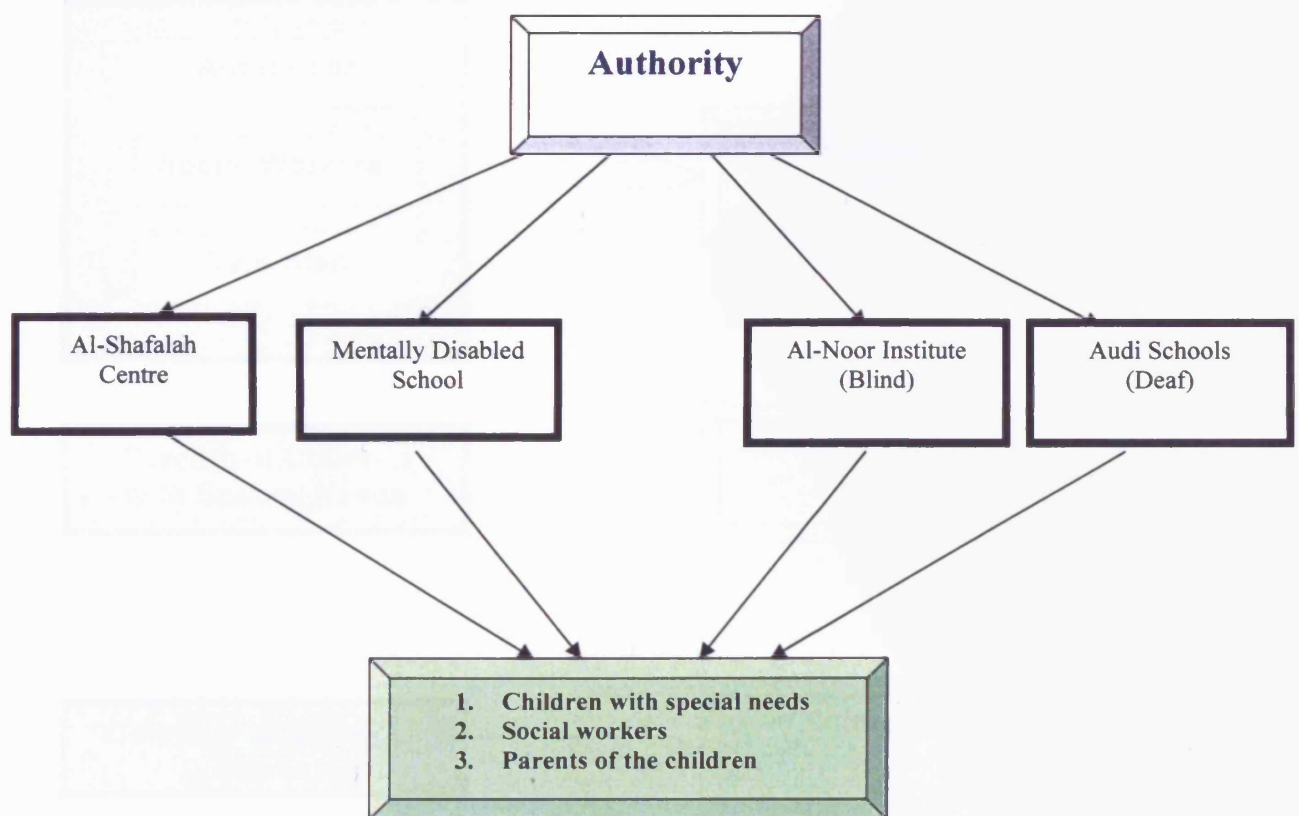 Authority
Al-Shafalah
Centre
Mentally Disabled
School
Al-Noor Institute
(Blind)
Audi Schools
(Deaf)
1. Children with special needs
2. Social workers
3. Parents of the children